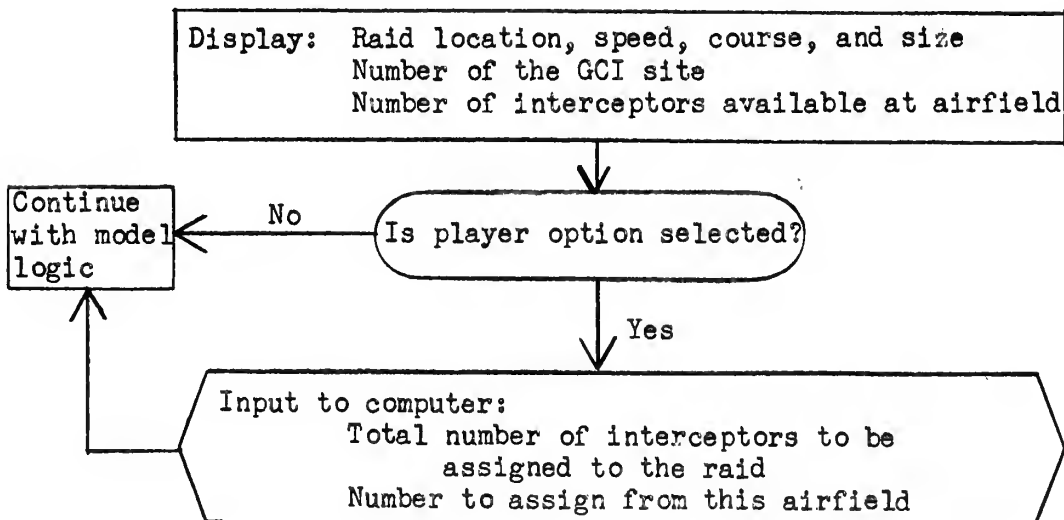 Display: Raid location, speed, course, and size
Number of the GCI site
Number of interceptors available at airfield
Continue
with model
logic
No
Is player option selected?
Yes
Input to computer:
Total number of interceptors to be
assigned to the raid
Number to assign from this airfield